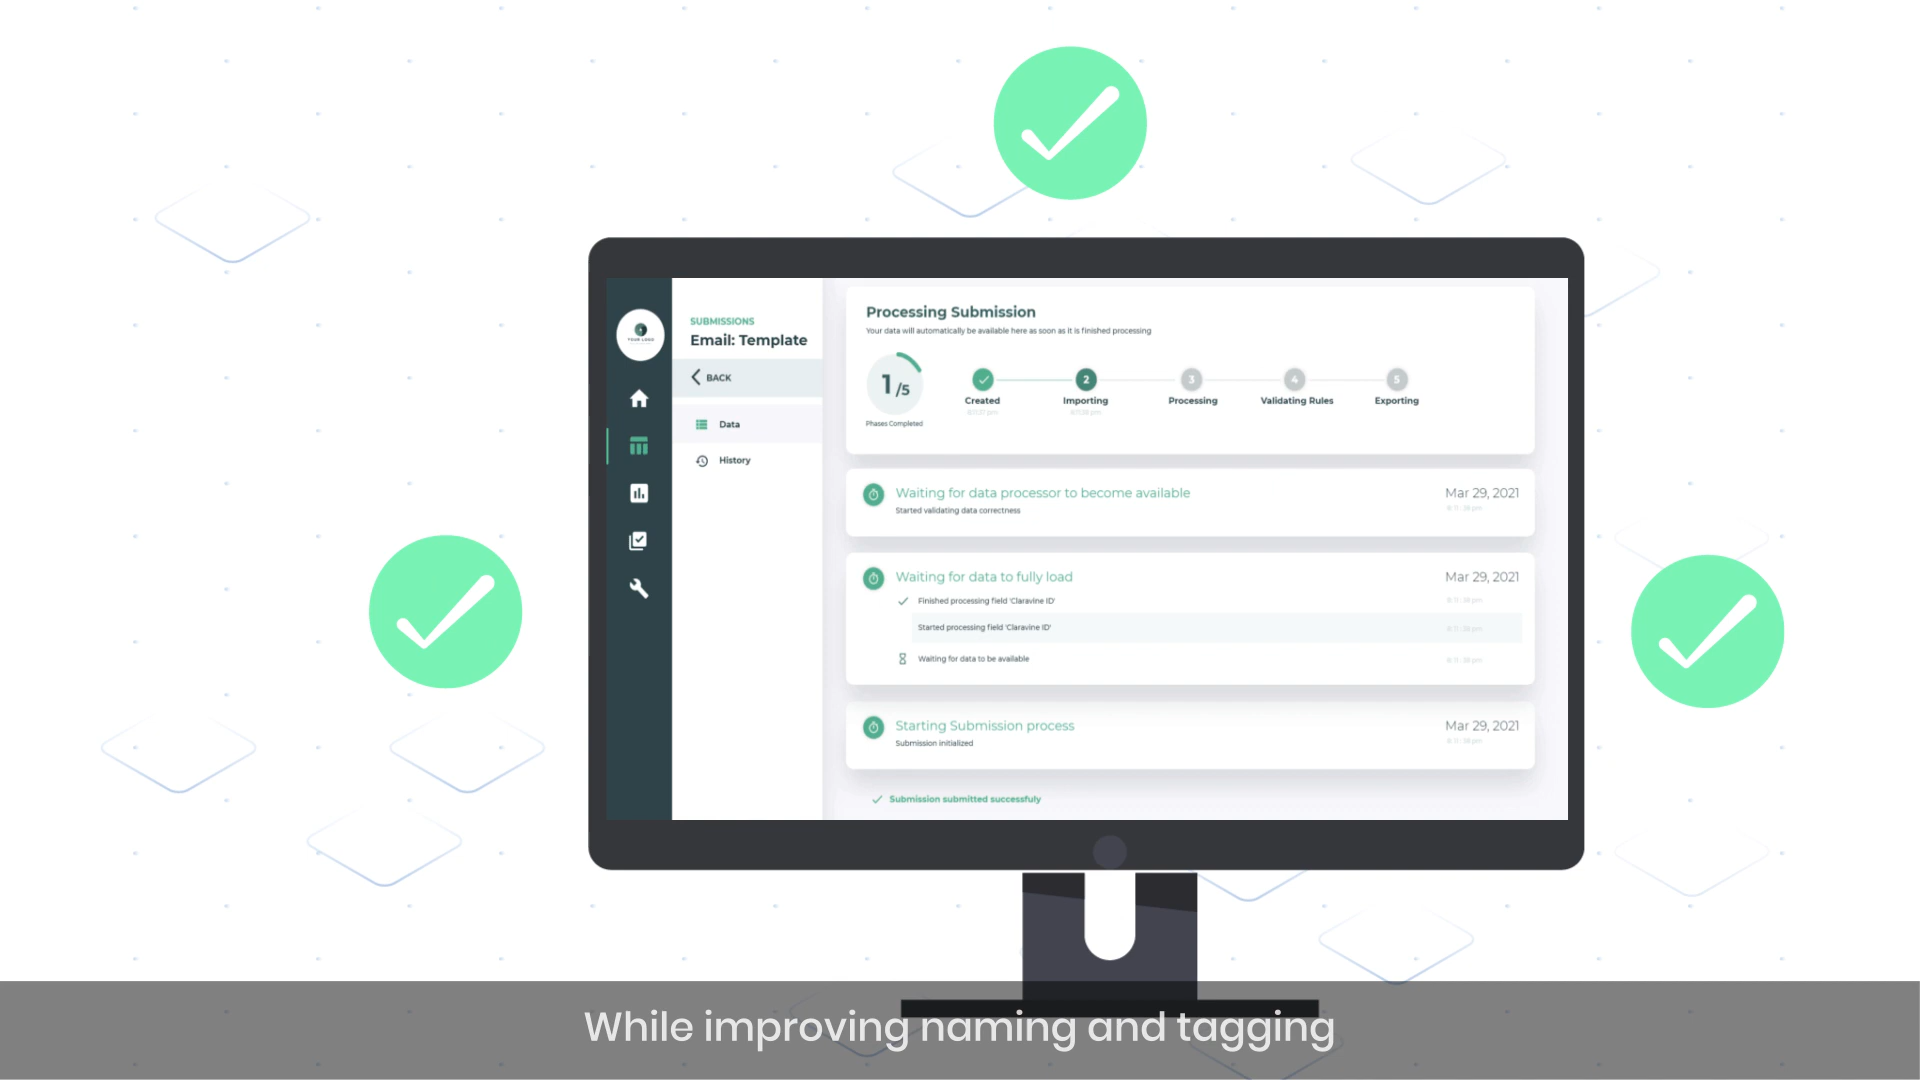 YOUR LOGO
SUBMISSIONS
Email: Template
BACK
Data
History
Processing Submission
Your data will automatically be available here as soon as it is finished processing
1/5
Phases Completed
Created
2
Importing
3
Processing
4
Validating Rules
5
Exporting
Waiting for data processor to become available
Mar 29, 2021
Started validating data correctness
Waiting for data to fully load
Mar 29, 2021
Finished processing field 'Claravine ID'
Started processing field 'Claravine ID'
Waiting for data to be available
Starting Submission process
Mar 29, 2021
Submission initialized
Submission submitted successfuly
While improving naming and tagging